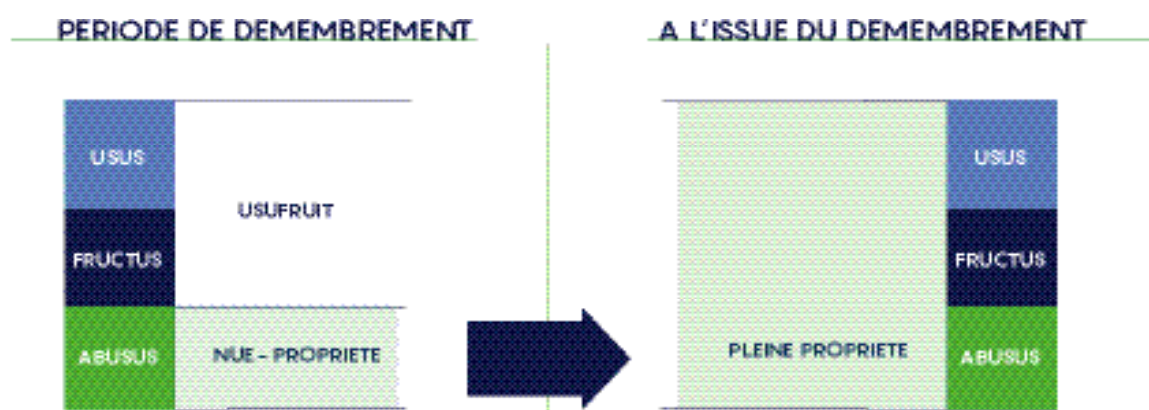 PERIODE DE DEMEMBREMENT
USUS
USUFRUIT
FRUCTUS
ABUSUS
NUE - PROPRIETE
A L'ISSUE DU DEMEMBREMENT
USUS
FRUCTUS
PLEINE PROPRIETE
ABUSUS